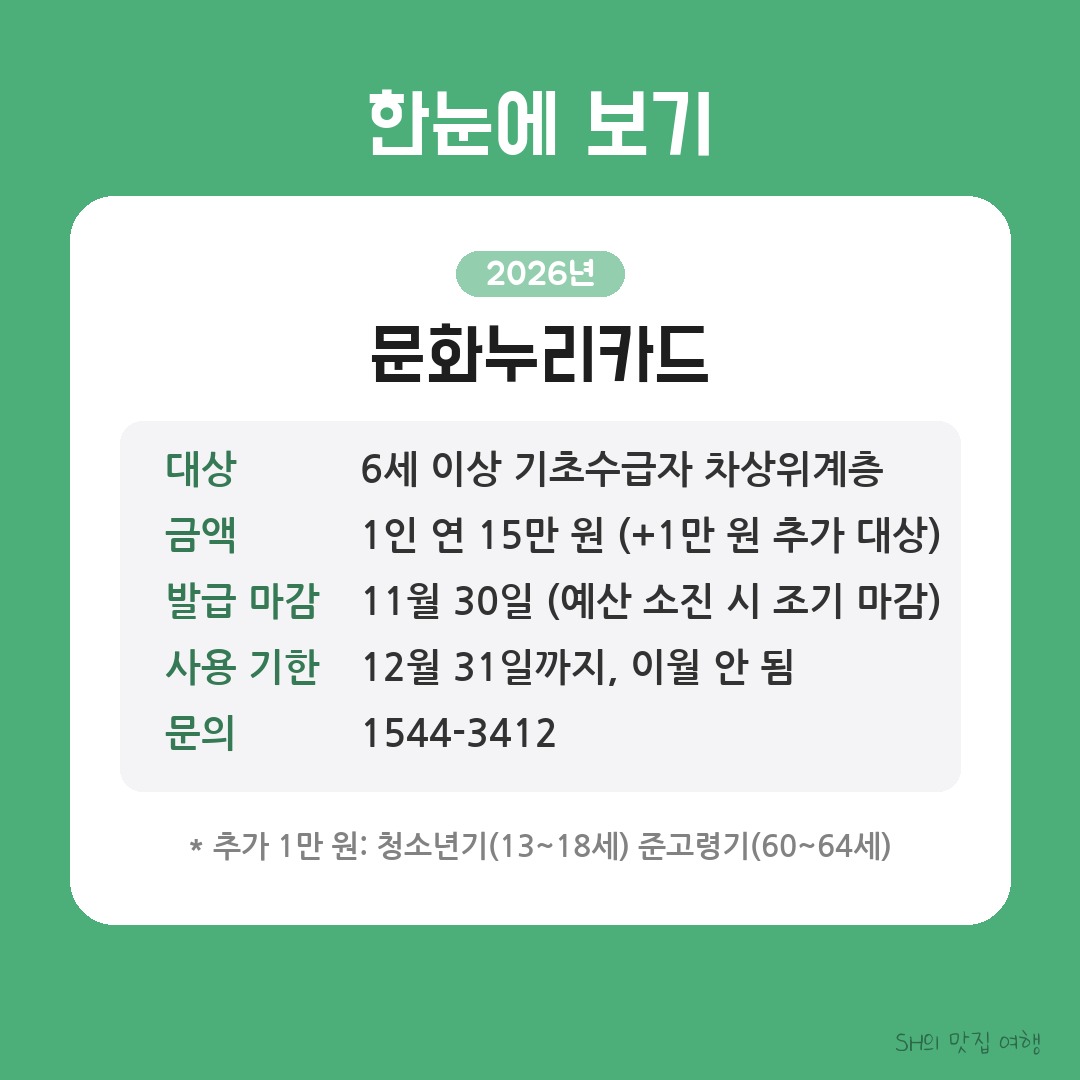 한눈에 보기
2026년
문화누리카드
대상 6세 이상 기초수급자 차상위계층
금액 1인 연 15만 원 (+1만 원 추가 대상)
발급 마감 11월 30일 (예산 소진 시 조기 마감)
사용 기한 12월 31일까지, 이월 안 됨
문의 1544-3412
* 추가 1만 원: 청소년기(13~18세) 준고령기(60~64세)
SH의 맛집 여행